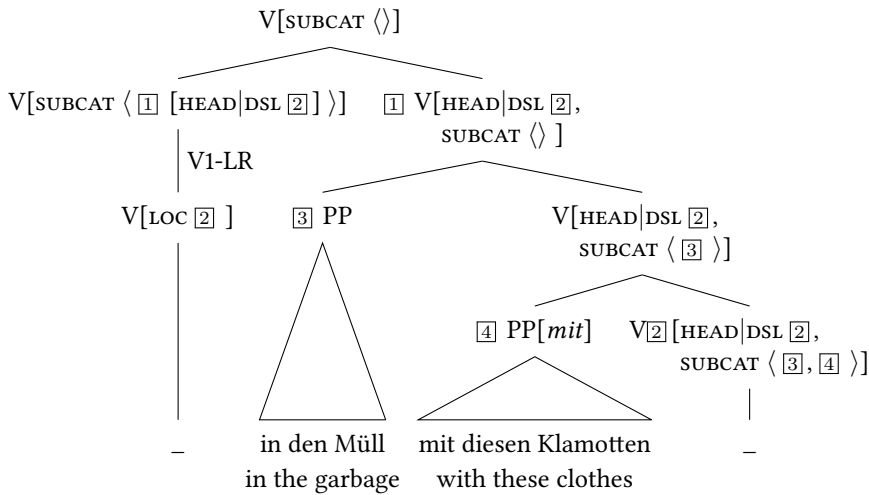 V[SUBCAT ⟨⟩]
V[SUBCAT ⟨ 1 [HEAD|DSL 2] ⟩] 1 V[HEAD|DSL 2,
SUBCAT ⟨⟩ ]
V1-LR
V[LOC 2 ] 3 PP V[HEAD|DSL 2,
SUBCAT ⟨ 3 ⟩]
4 PP[mit] V2[HEAD|DSL 2,
SUBCAT ⟨ 3, 4 ⟩]
_ in den Müll mit diesen Klamotten _
in the garbage with these clothes